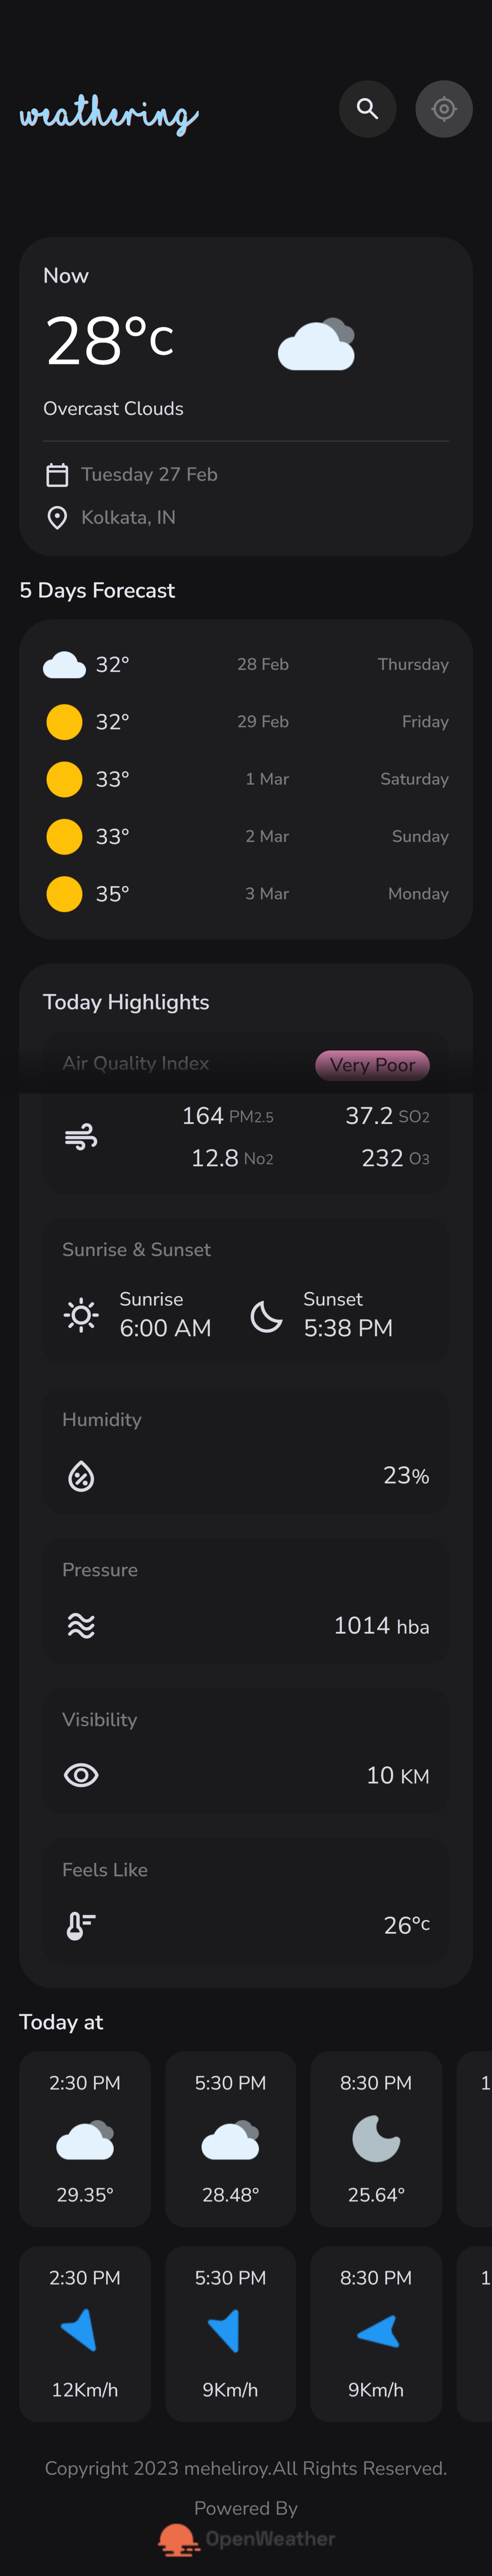 weathering
Now
28°c
Overcast Clouds
Tuesday 27 Feb
Kolkata, IN
5 Days Forecast
32° 28 Feb Thursday
32° 29 Feb Friday
33° 1 Mar Saturday
33° 2 Mar Sunday
35° 3 Mar Monday
Today Highlights
Air Quality Index Very Poor
164 PM2.5 37.2 SO2
12.8 No2 232 O3
Sunrise & Sunset
Sunrise Sunset
6:00 AM 5:38 PM
Humidity
23%
Pressure
1014 hba
Visibility
10 KM
Feels Like
26°c
Today at
2:30 PM 5:30 PM 8:30 PM 1
29.35° 28.48° 25.64°
2:30 PM 5:30 PM 8:30 PM 1
12Km/h 9Km/h 9Km/h
Copyright 2023 meheliroy.All Rights Reserved.
Powered By
OpenWeather